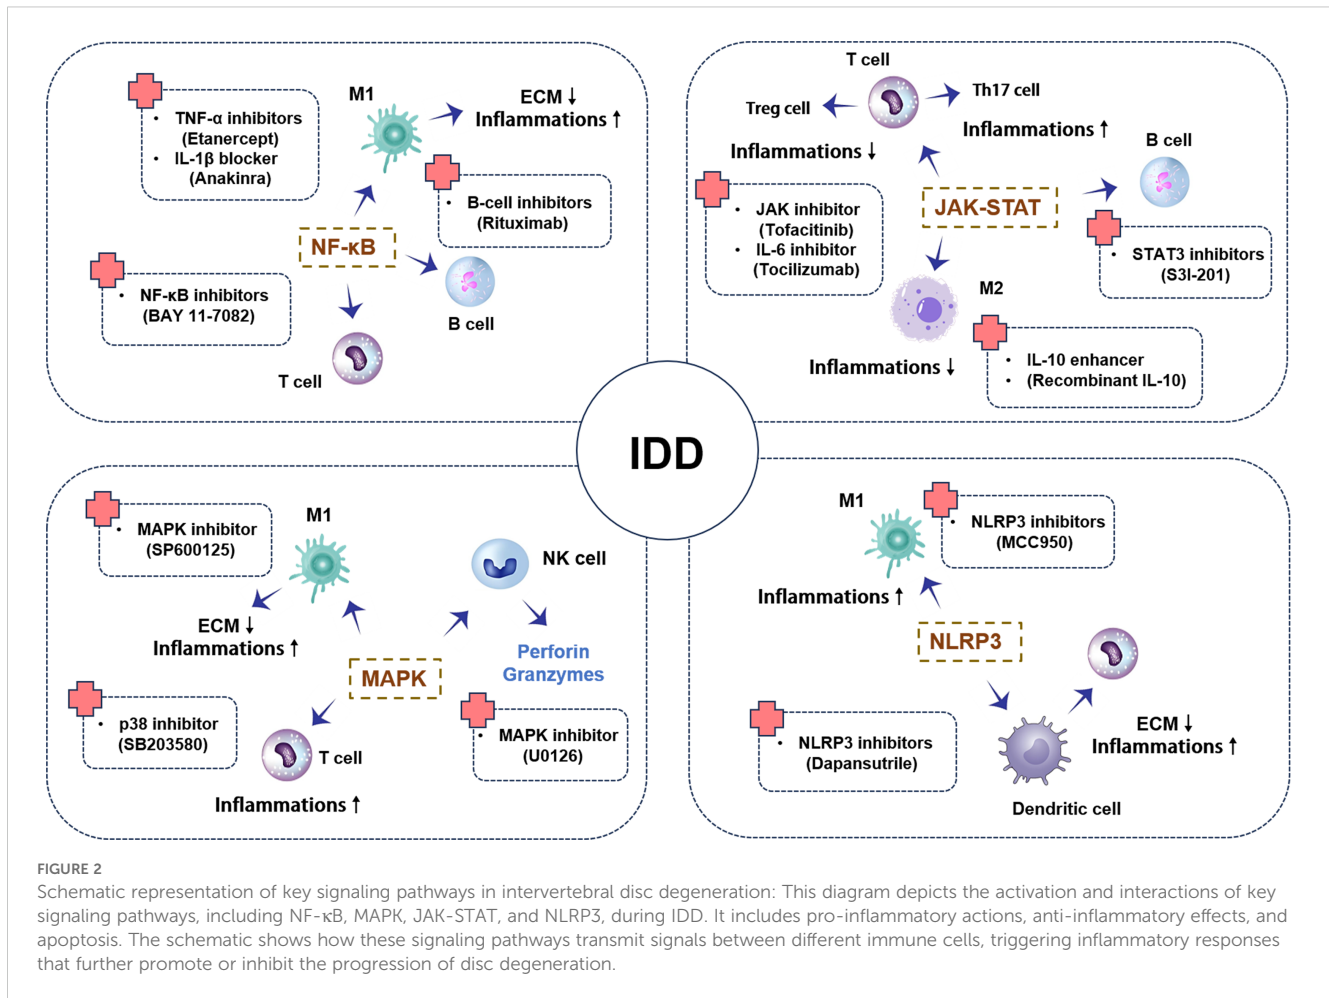 M1
ECM ↓
Inflammations ↑
• TNF-α inhibitors
(Etanercept)
• IL-1β blocker
(Anakinra)
• B-cell inhibitors
(Rituximab)
NF-κB
• NF-κB inhibitors
(BAY 11-7082)
B cell
T cell
T cell
Treg cell
Th17 cell
Inflammations ↑
Inflammations ↓
B cell
• JAK inhibitor
(Tofacitinib)
• IL-6 inhibitor
(Tocilizumab)
JAK-STAT
• STAT3 inhibitors
(S3I-201)
M2
Inflammations ↓
• IL-10 enhancer
• (Recombinant IL-10)
IDD
• MAPK inhibitor
(SP600125)
M1
NK cell
ECM ↓
Inflammations ↑
Perforin
Granzymes
MAPK
• p38 inhibitor
(SB203580)
T cell
• MAPK inhibitor
(U0126)
Inflammations ↑
M1
• NLRP3 inhibitors
(MCC950)
Inflammations ↑
NLRP3
• NLRP3 inhibitors
(Dapansutrile)
ECM ↓
Inflammations ↑
Dendritic cell
FIGURE 2
Schematic representation of key signaling pathways in intervertebral disc degeneration: This diagram depicts the activation and interactions of key
signaling pathways, including NF-κB, MAPK, JAK-STAT, and NLRP3, during IDD. It includes pro-inflammatory actions, anti-inflammatory effects, and
apoptosis. The schematic shows how these signaling pathways transmit signals between different immune cells, triggering inflammatory responses
that further promote or inhibit the progression of disc degeneration.